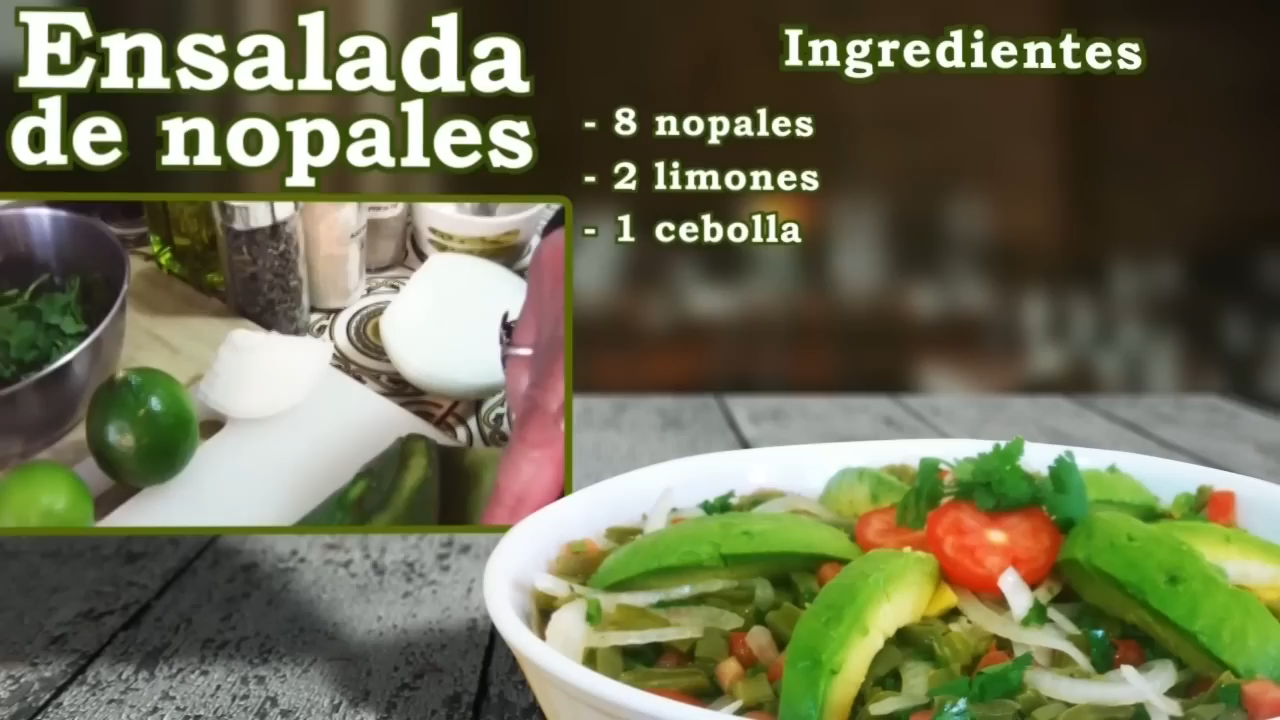 Ensalada
de nopales
Ingredientes
- 8 nopales
- 2 limones
- 1 cebolla